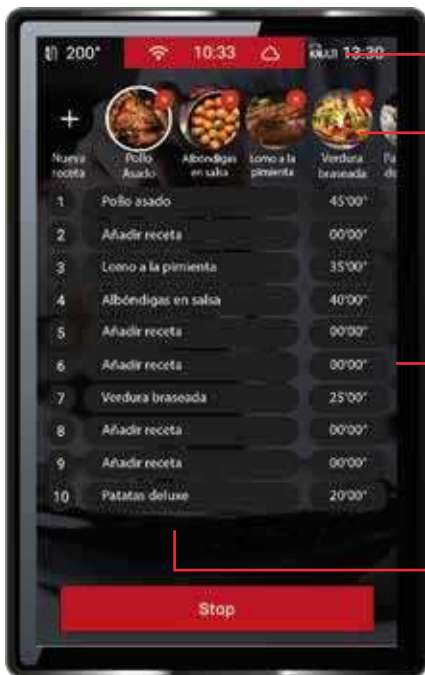 200°
10:33
13:30
+
Nueva receta
Pollo Asado
Albóndigas en salsa
Lomo a la pimienta
Verdura braseada
1 Pollo asado 45'00"
2 Añadir receta 00'00"
3 Lomo a la pimienta 35'00"
4 Albóndigas en salsa 40'00"
5 Añadir receta 00'00"
6 Añadir receta 00'00"
7 Verdura braseada 25'00"
8 Añadir receta 00'00"
9 Añadir receta 00'00"
10 Patatas deluxe 20'00"
Stop